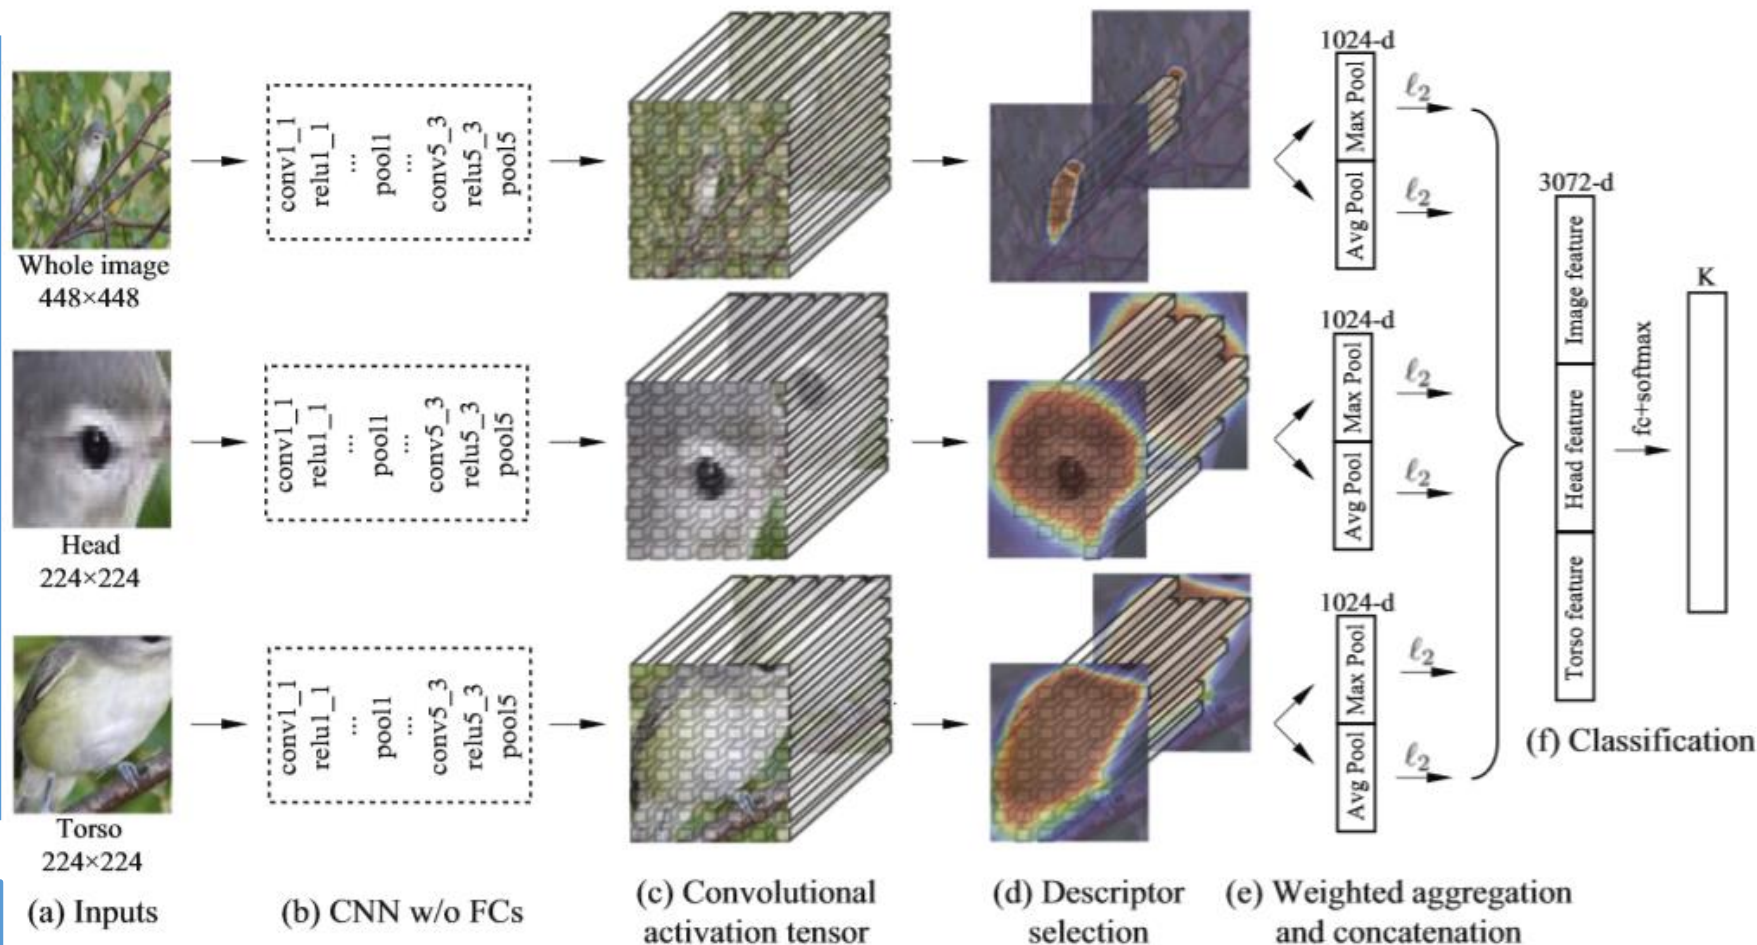 Whole image
448×448
conv1_1
relu1_1
...
pool1
...
conv5_3
relu5_3
pool5
1024-d
Max Pool
Avg Pool
ℓ2
ℓ2
Head
224×224
conv1_1
relu1_1
...
pool1
...
conv5_3
relu5_3
pool5
1024-d
Max Pool
Avg Pool
ℓ2
ℓ2
Torso
224×224
conv1_1
relu1_1
...
pool1
...
conv5_3
relu5_3
pool5
1024-d
Max Pool
Avg Pool
ℓ2
ℓ2
3072-d
Image feature
Head feature
Torso feature
fc+softmax
K
(a) Inputs
(b) CNN w/o FCs
(c) Convolutional
activation tensor
(d) Descriptor
selection
(e) Weighted aggregation
and concatenation
(f) Classification